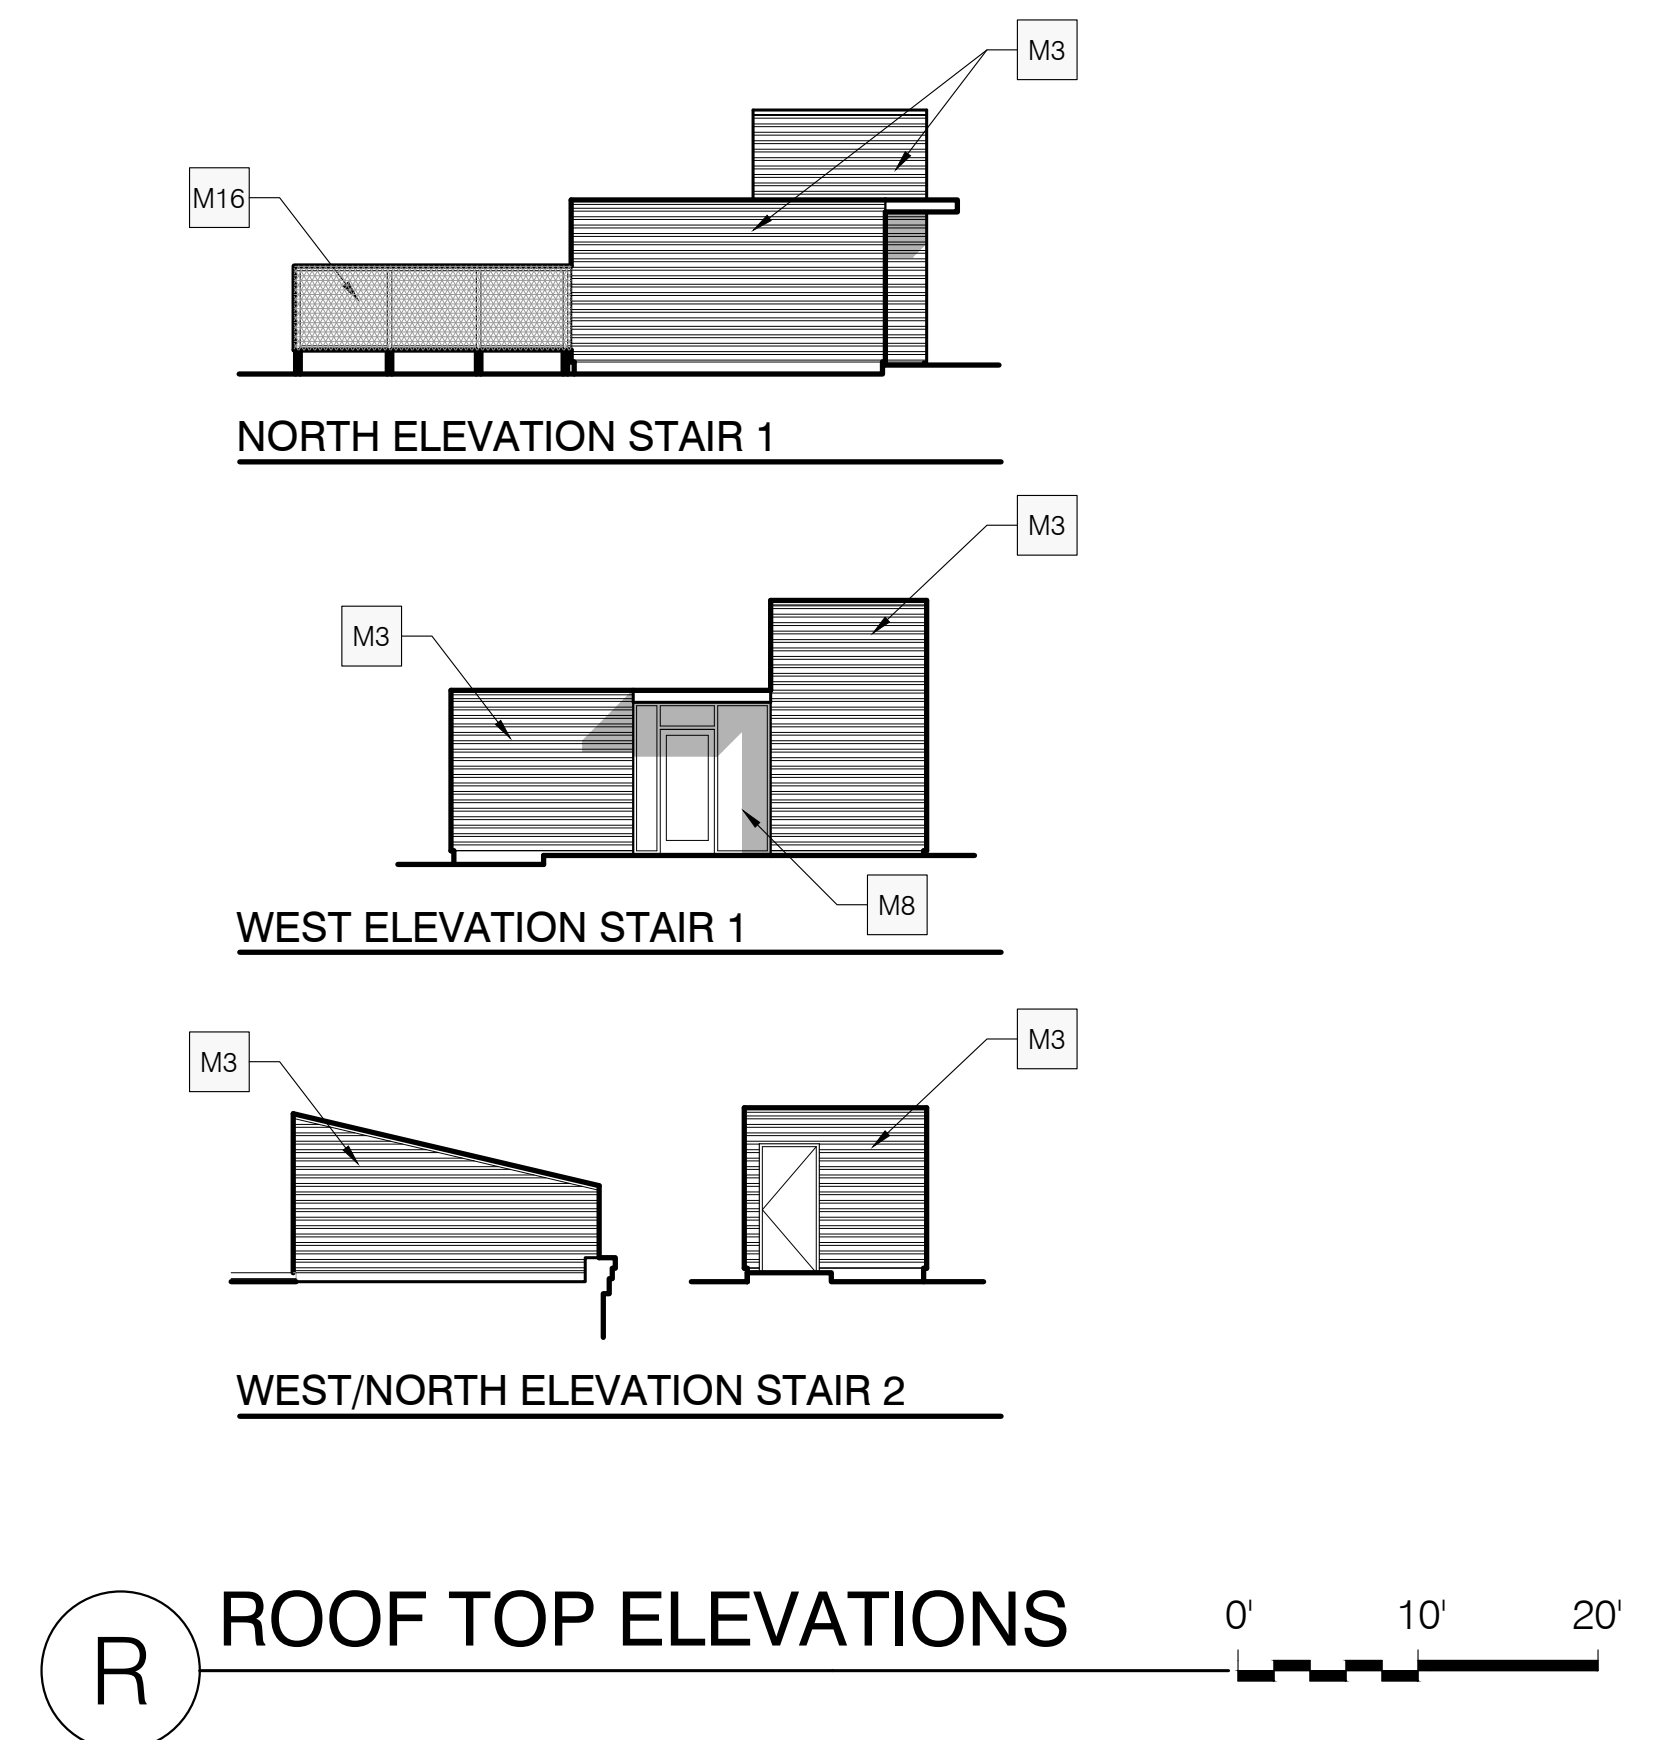 M3
M16
NORTH ELEVATION STAIR 1
M3
M3
M8
WEST ELEVATION STAIR 1
M3
M3
WEST/NORTH ELEVATION STAIR 2
R
ROOF TOP ELEVATIONS
0' 10' 20'